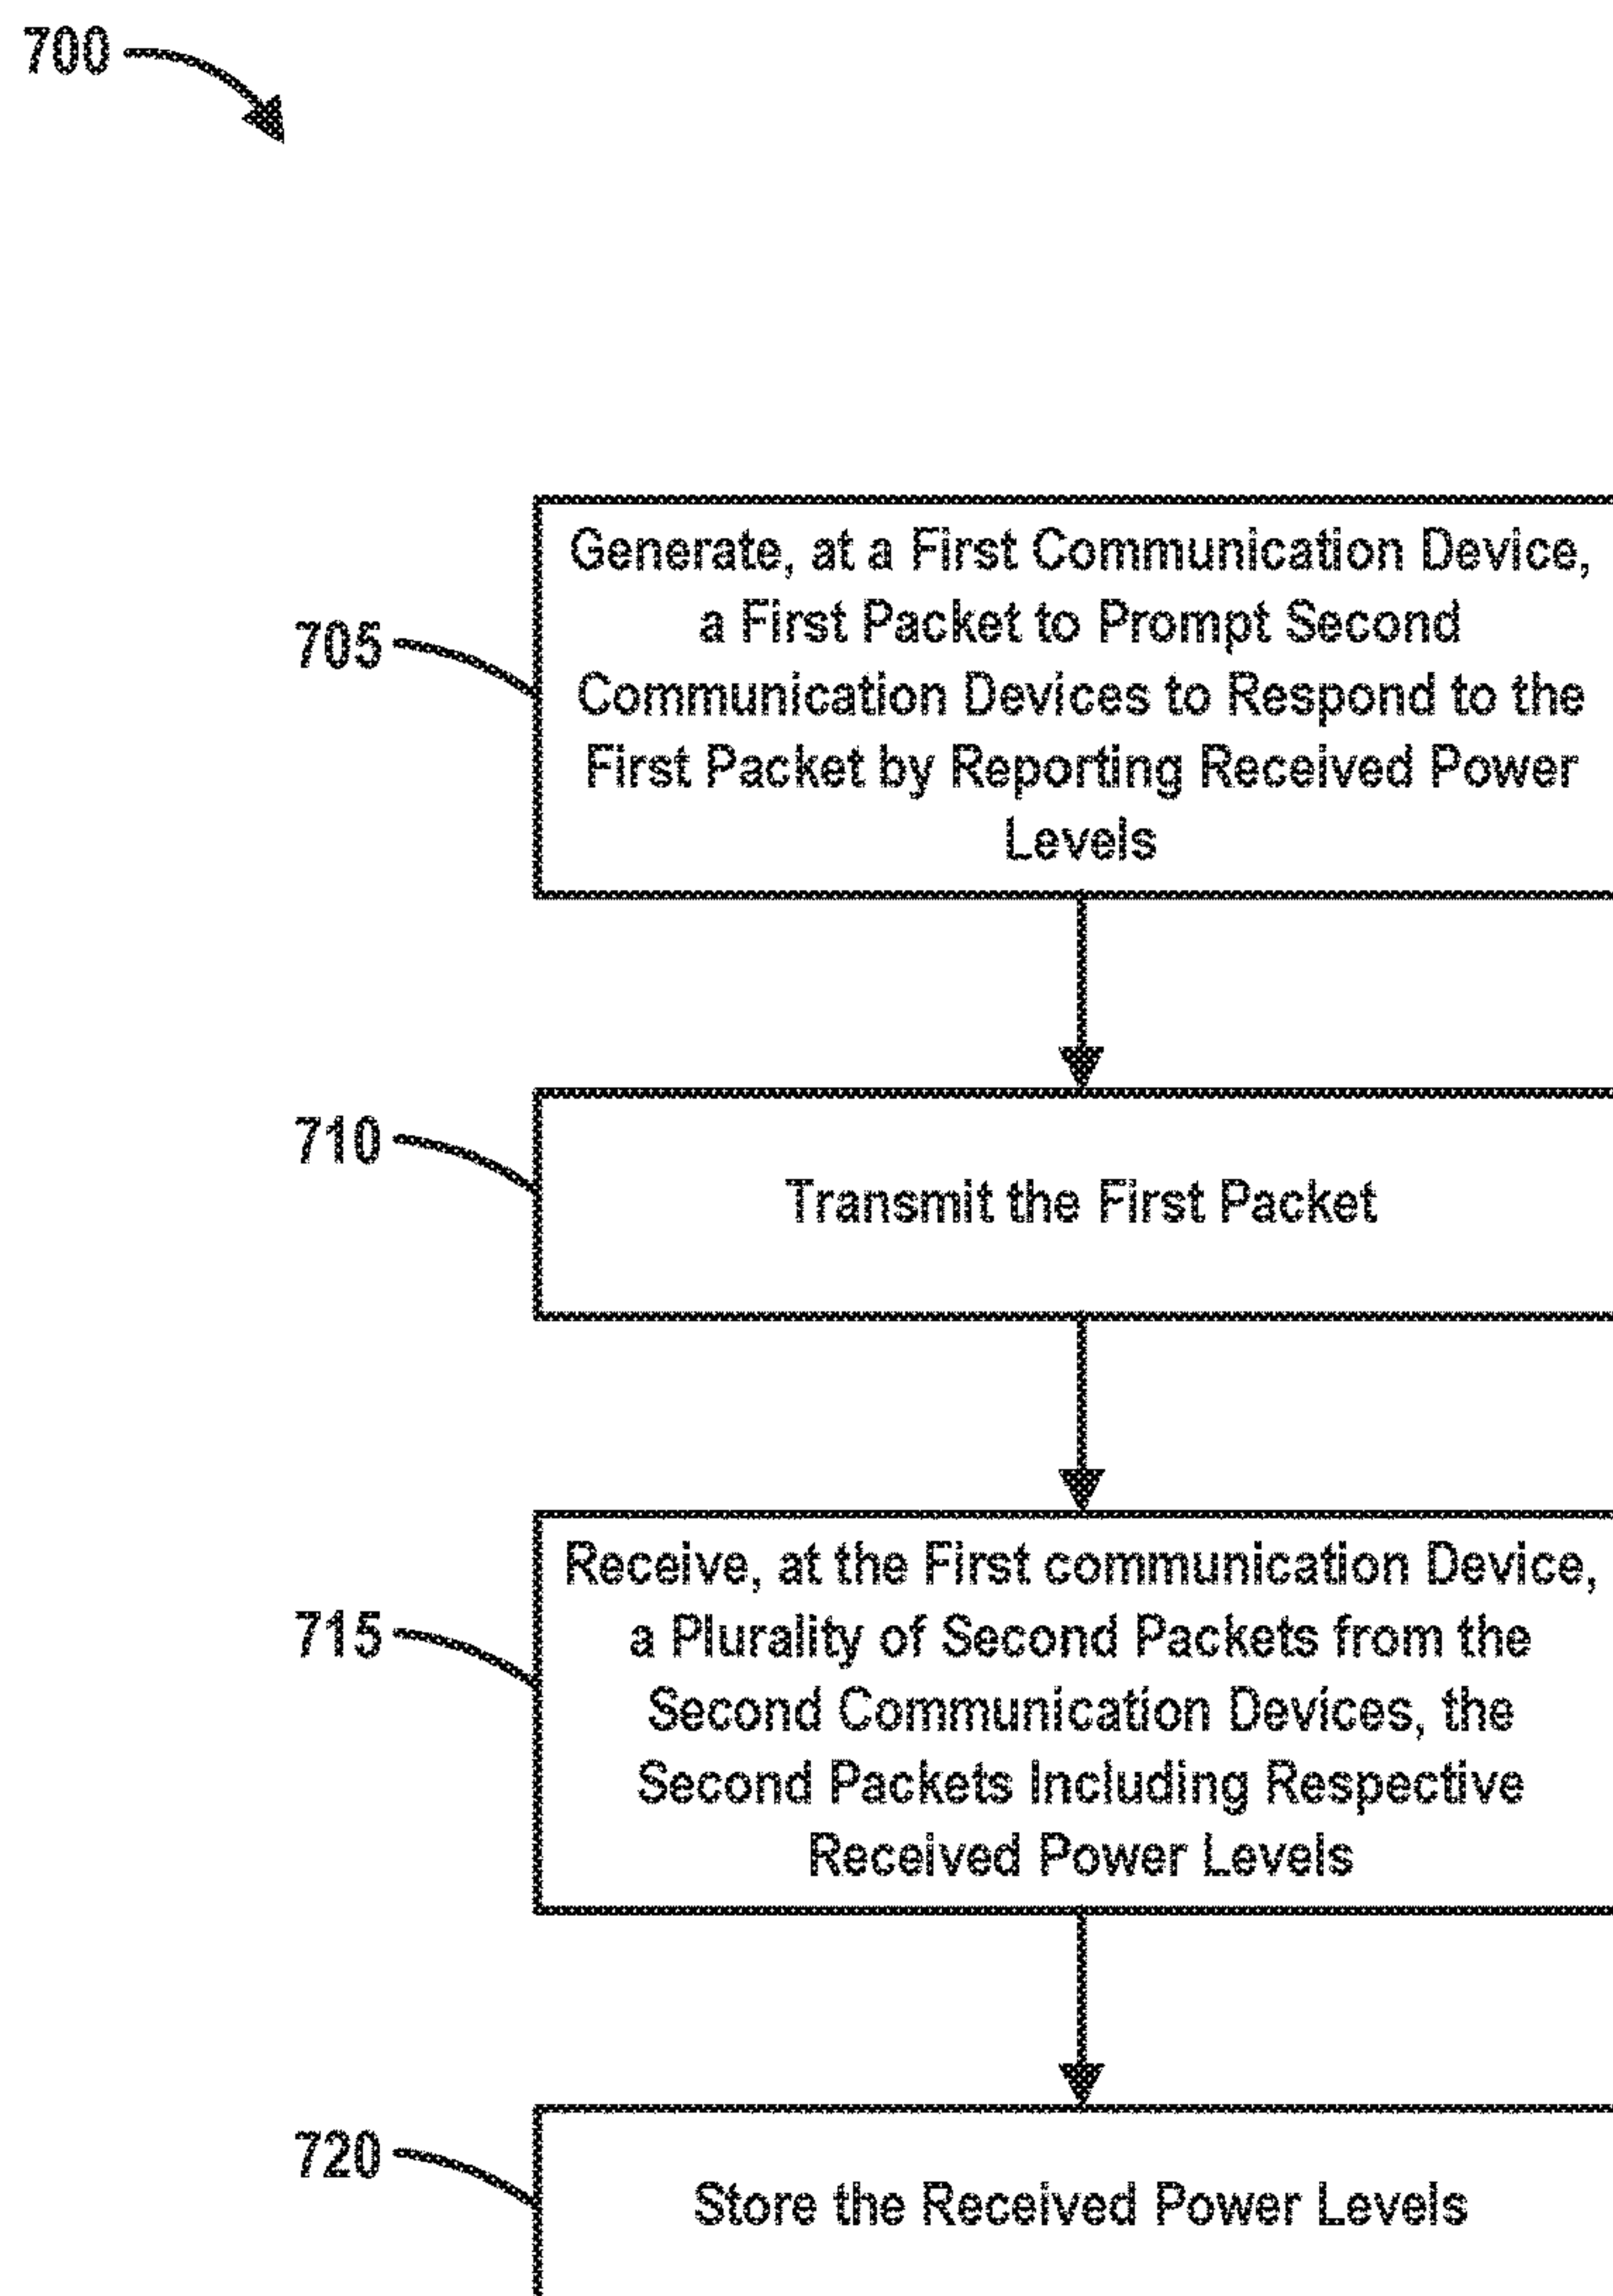 700
705
Generate, at a First Communication Device,
a First Packet to Prompt Second
Communication Devices to Respond to the
First Packet by Reporting Received Power
Levels
710
Transmit the First Packet
715
Receive, at the First communication Device,
a Plurality of Second Packets from the
Second Communication Devices, the
Second Packets Including Respective
Received Power Levels
720
Store the Received Power Levels